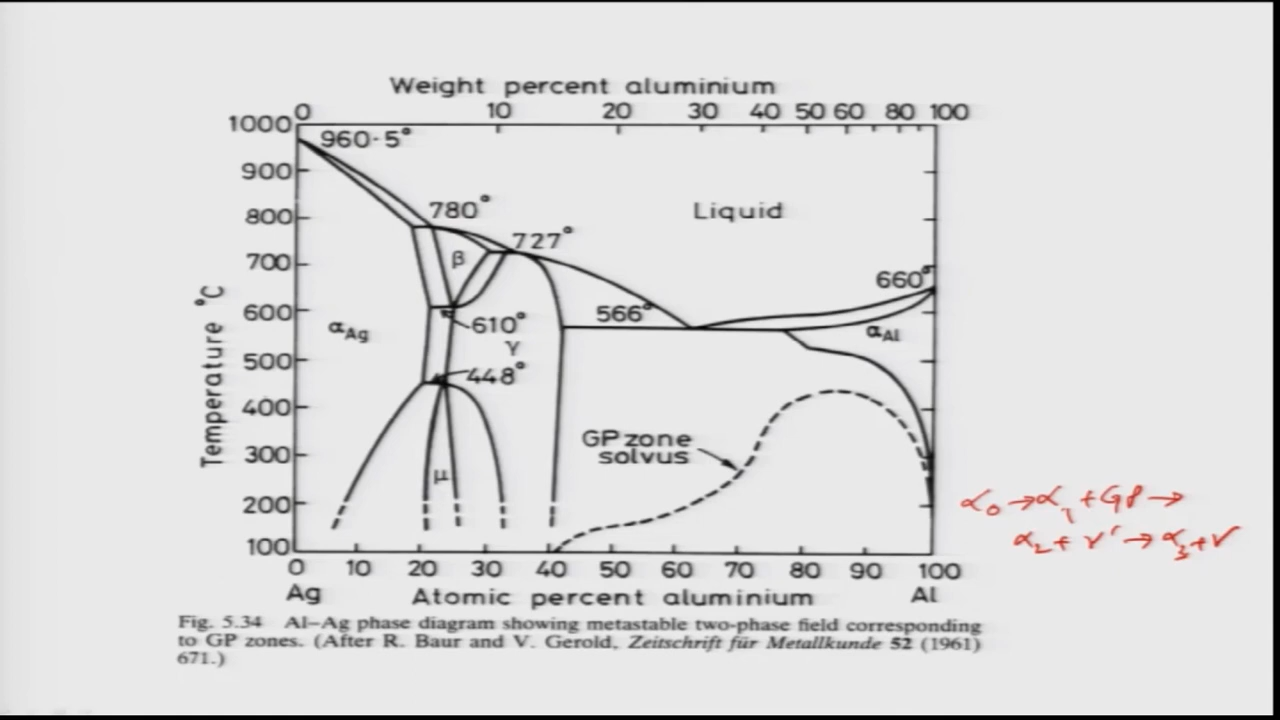 Weight percent aluminium
0 10 20 30 40 50 60 80 100
1000
960·5°
900
800
780°
Liquid
727°
700
β
660°
600
566°
610°
αAg
αAl
γ
500
448°
400
GP zone
solvus
300
μ
200
100
Temperature °C
0 10 20 30 40 50 60 70 80 90 100
Ag Atomic percent aluminium Al
α₀ → α₁ + GP →
α₂ + γ' → α₃ + γ
Fig. 5.34 Al–Ag phase diagram showing metastable two-phase field corresponding
to GP zones. (After R. Baur and V. Gerold, Zeitschrift für Metallkunde 52 (1961)
671.)